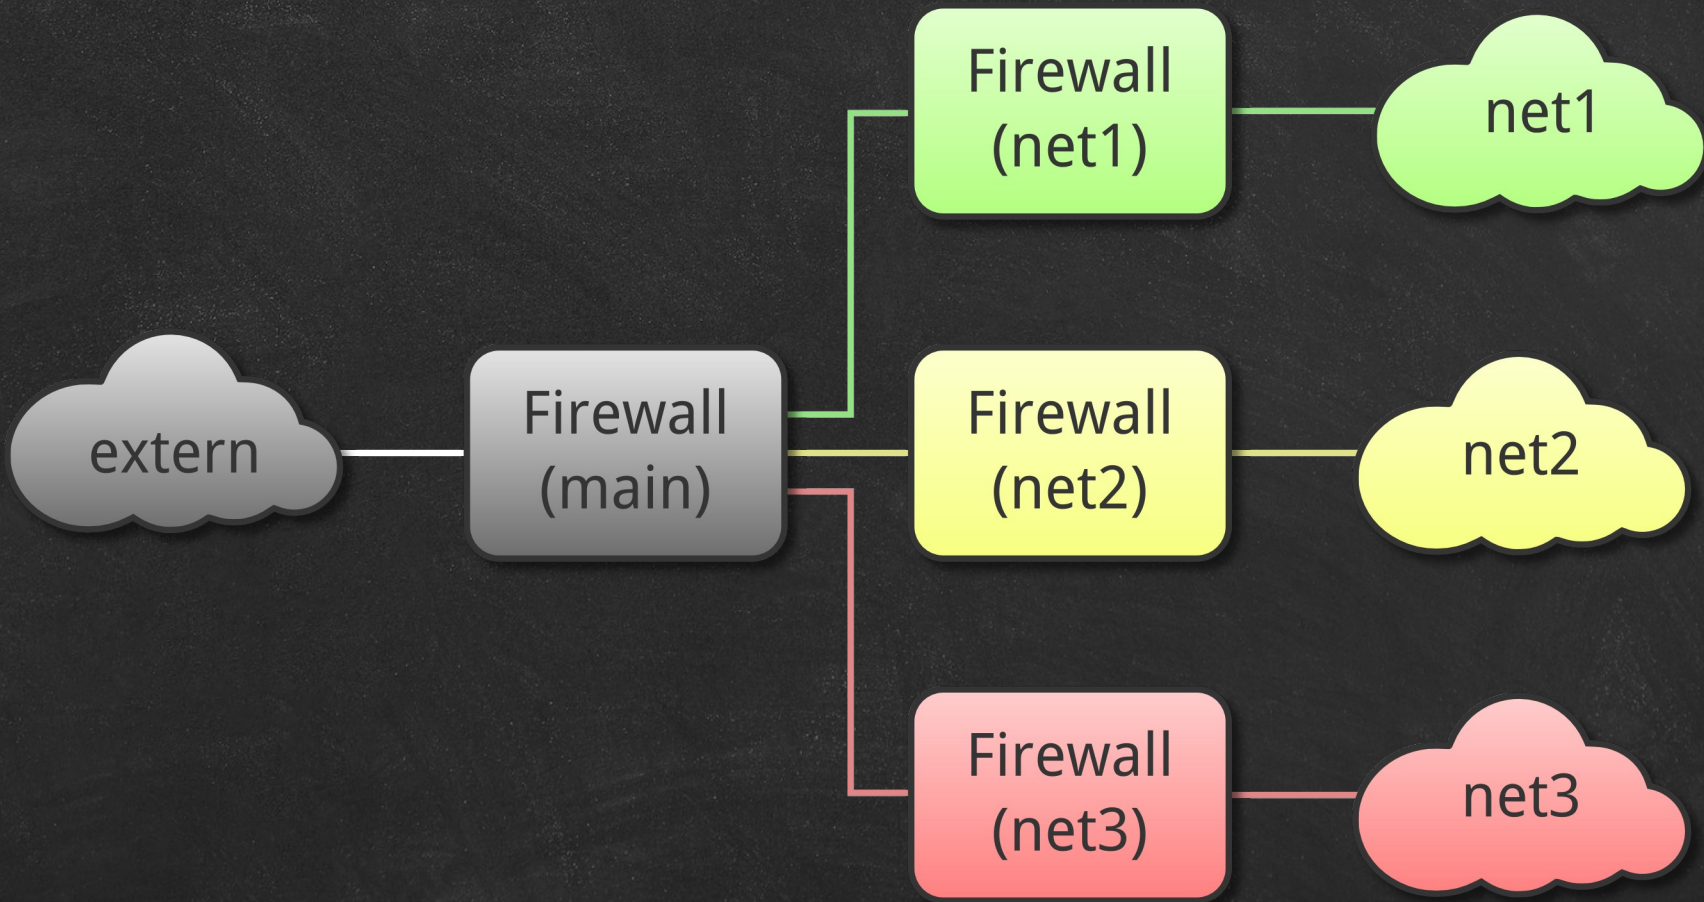 Firewall
(net1)
net1
extern
Firewall
(main)
Firewall
(net2)
net2
Firewall
(net3)
net3